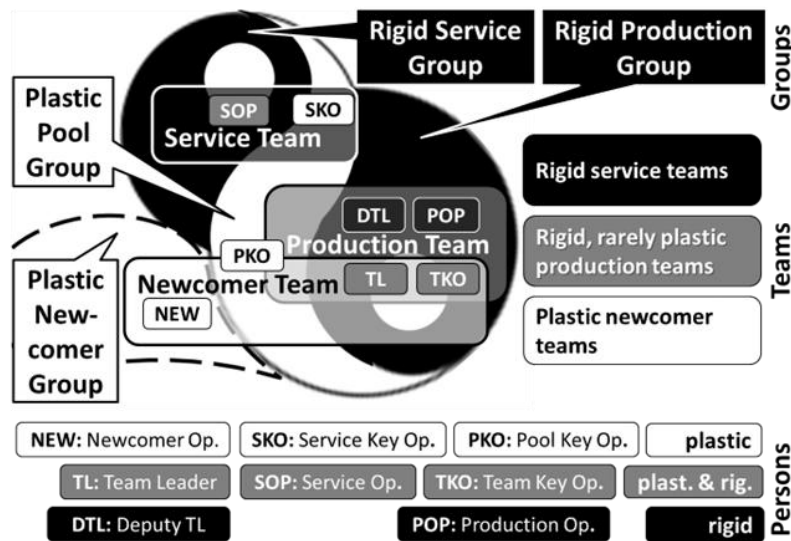 Rigid Service
Group
Rigid Production
Group
Groups
Plastic
Pool
Group
SOP
SKO
Service Team
Rigid service teams
DTL
POP
Production Team
Rigid, rarely plastic
production teams
Teams
PKO
Newcomer Team
TL
TKO
NEW
Plastic
New-
comer
Group
Plastic newcomer
teams
NEW: Newcomer Op.
SKO: Service Key Op.
PKO: Pool Key Op.
plastic
TL: Team Leader
SOP: Service Op.
TKO: Team Key Op.
plast. & rig.
DTL: Deputy TL
POP: Production Op.
rigid
Persons